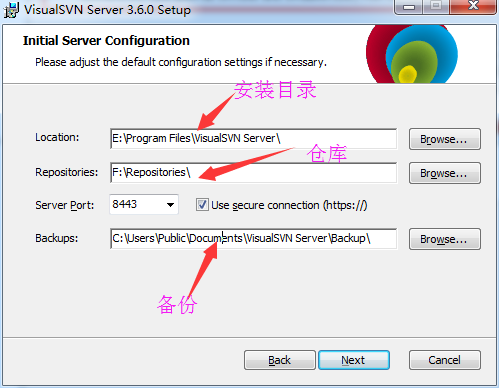 VisualSVN Server 3.6.0 Setup
Initial Server Configuration
Please adjust the default configuration settings if necessary.
安装目录
Location: E:\Program Files\VisualSVN Server\ Browse...
仓库
Repositories: F:\Repositories\ Browse...
Server Port: 8443 Use secure connection (https://)
Backups: C:\Users\Public\Documents\VisualSVN Server\Backup\ Browse...
备份
Back Next Cancel